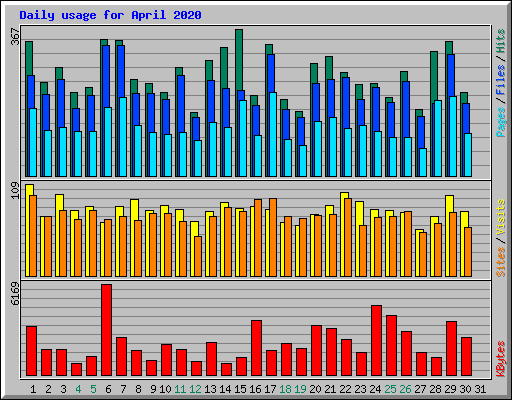 Daily usage for April 2020
367
Pages / Files / Hits
109
Sites / Visits
6169
KBytes
1 2 3 4 5 6 7 8 9 10 11 12 13 14 15 16 17 18 19 20 21 22 23 24 25 26 27 28 29 30 31